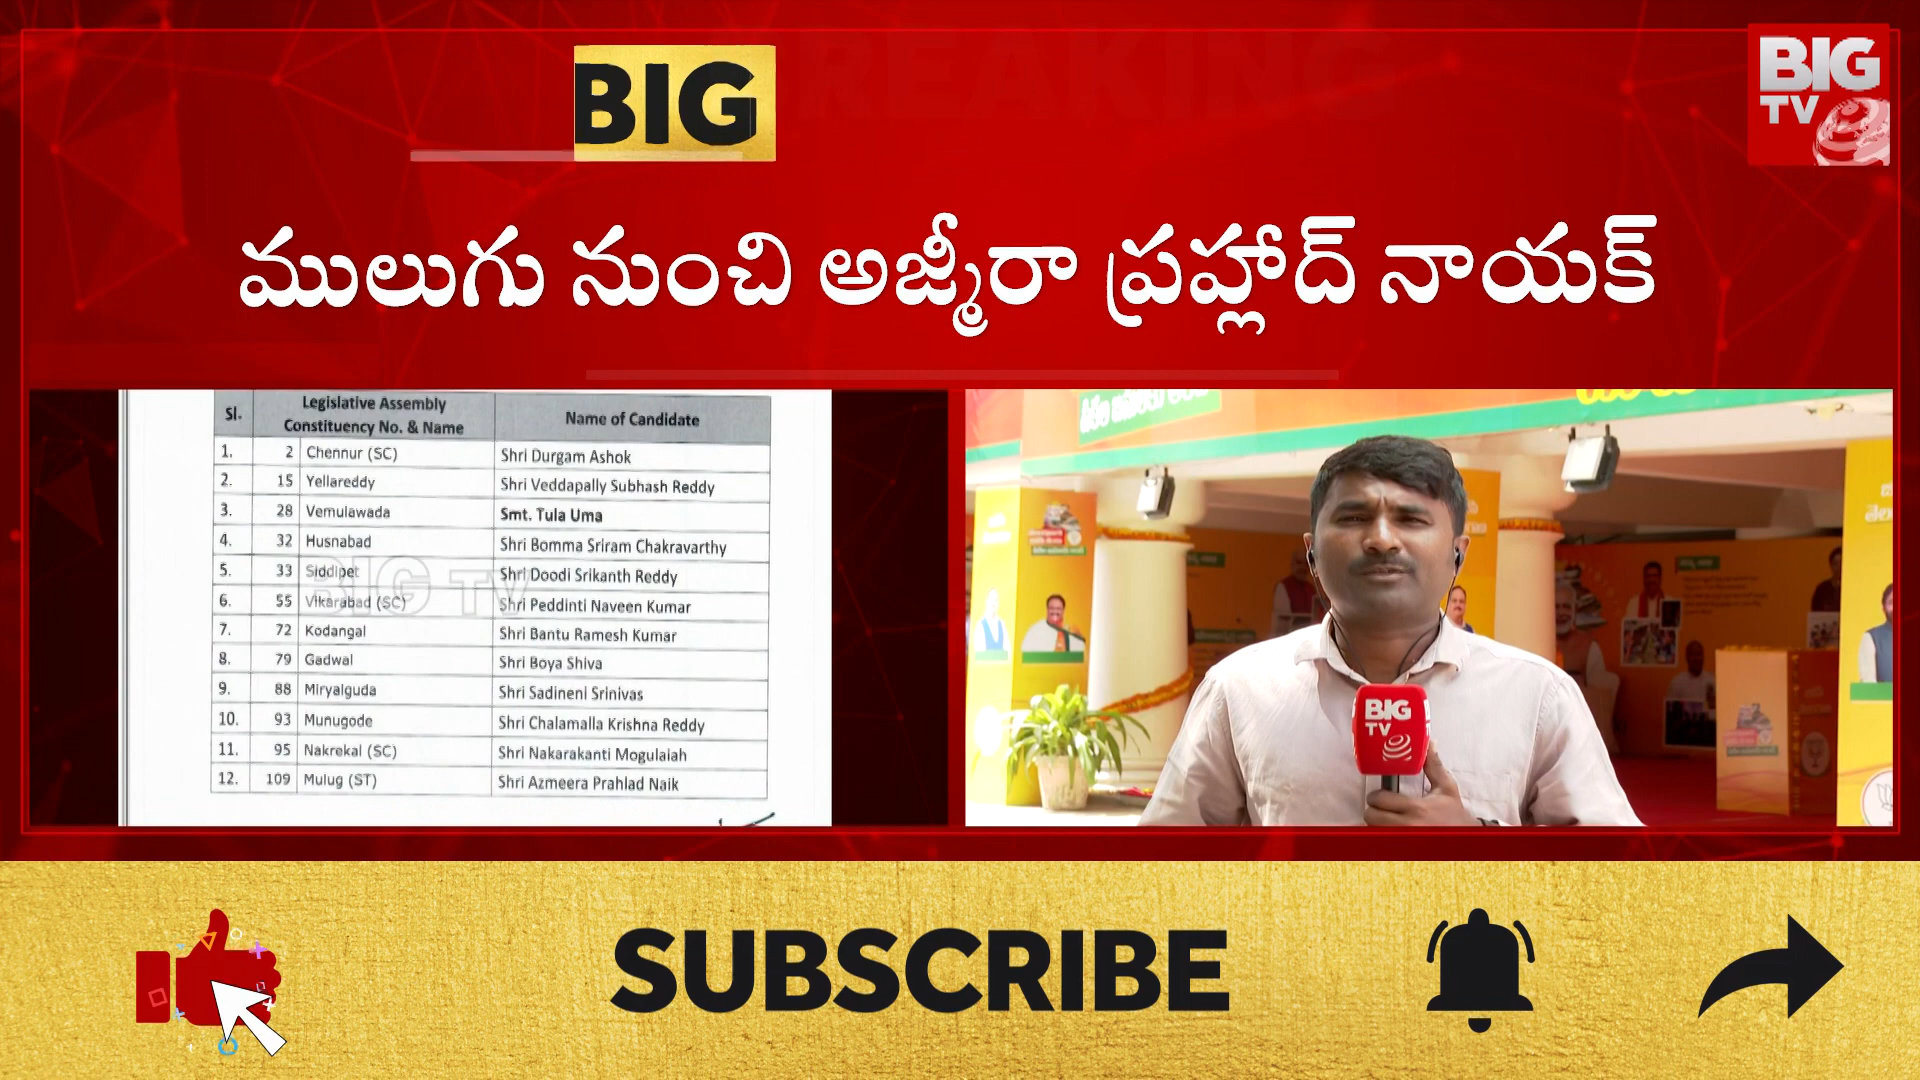 BIG
BIG
TV
ములుగు నుంచి అజ్మీరా ప్రహ్లాద్ నాయక్
Sl. Legislative Assembly Constituency No. & Name Name of Candidate
1. 2 Chennur (SC) Shri Durgam Ashok
2. 15 Yellareddy Shri Veddapally Subhash Reddy
3. 28 Vemulawada Smt. Tula Uma
4. 32 Husnabad Shri Bomma Sriram Chakravarthy
5. 33 Siddipet Shri Doodi Srikanth Reddy
6. 55 Vikarabad (SC) Shri Peddinti Naveen Kumar
7. 72 Kodangal Shri Bantu Ramesh Kumar
8. 79 Gadwal Shri Boya Shiva
9. 88 Miryalguda Shri Sadineni Srinivas
10. 93 Munugode Shri Chalamalla Krishna Reddy
11. 95 Nakrekal (SC) Shri Nakarakanti Mogulaiah
12. 109 Mulug (ST) Shri Azmeera Prahlad Naik
BIG TV
BIG
TV
SUBSCRIBE